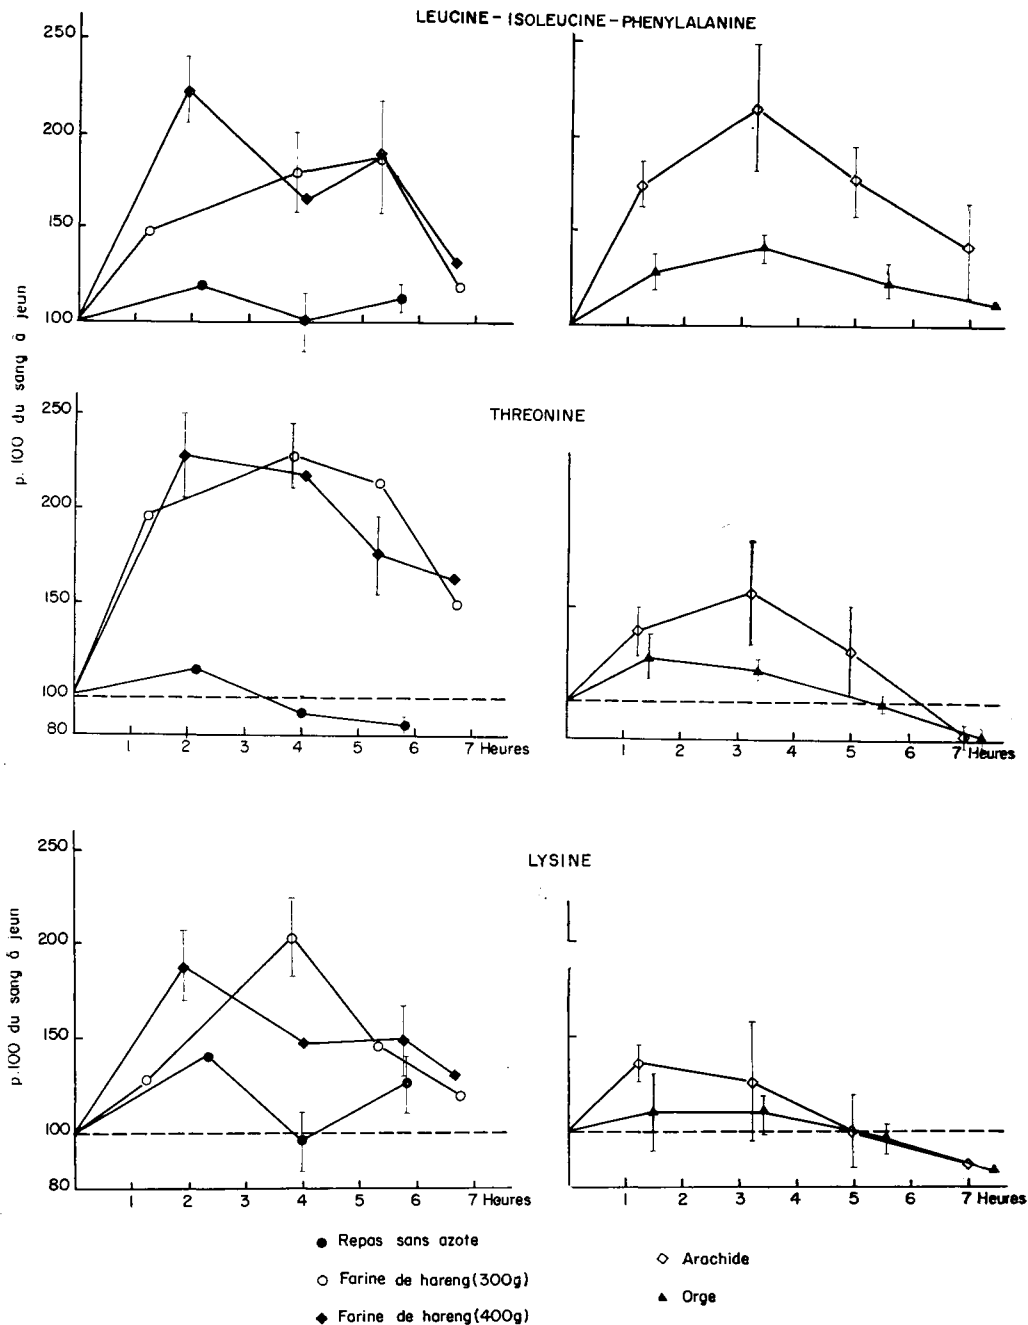 LEUCINE - ISOLEUCINE - PHENYLALANINE
250
200
150
100
p. 100 du sang à jeun
THREONINE
250
200
150
100
80
1 2 3 4 5 6 7 Heures
1 2 3 4 5 6 7 Heures
LYSINE
250
200
150
100
80
p. 100 du sang à jeun
1 2 3 4 5 6 7 Heures
1 2 3 4 5 6 7 Heures
Repas sans azote
Farine de hareng (300g)
Farine de hareng (400g)
Arachide
Orge